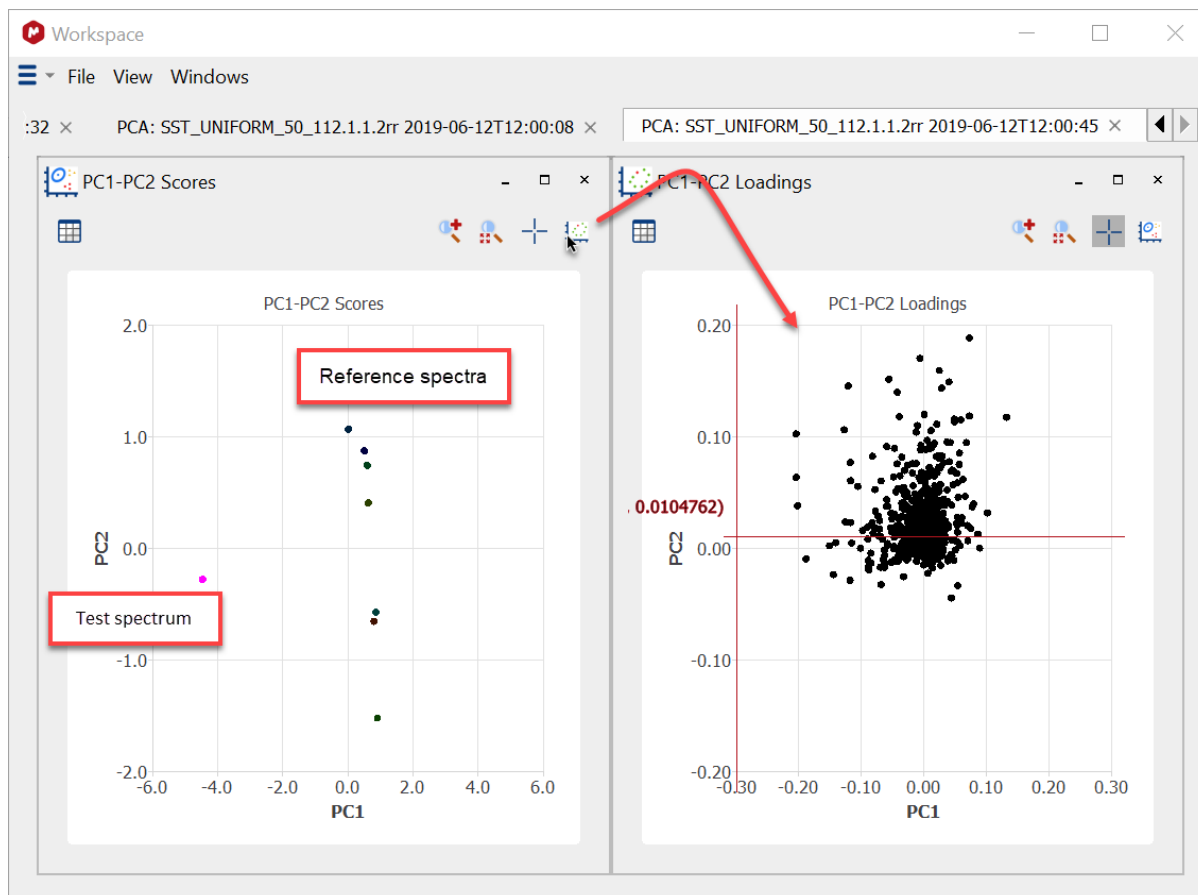 Workspace
File View Windows
:32 × PCA: SST_UNIFORM_50_112.1.1.2rr 2019-06-12T12:00:08 × PCA: SST_UNIFORM_50_112.1.1.2rr 2019-06-12T12:00:45 ×
PC1-PC2 Scores
PC1-PC2 Scores
2.0
Reference spectra
1.0
PC2
0.0
Test spectrum
-1.0
-2.0
-6.0 -4.0 -2.0 0.0 2.0 4.0 6.0
PC1
PC1-PC2 Loadings
PC1-PC2 Loadings
0.20
0.10
, 0.0104762)
PC2
0.00
-0.10
-0.20
-0.30 -0.20 -0.10 0.00 0.10 0.20 0.30
PC1